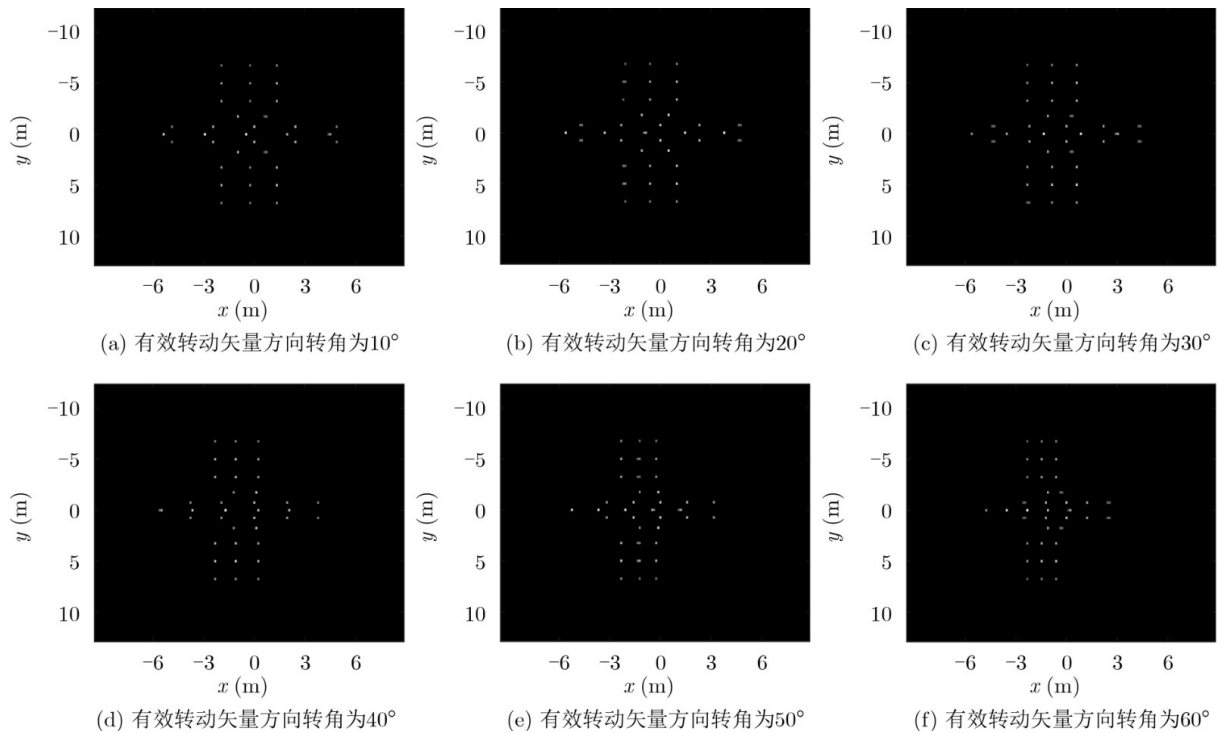 −10
−5
0
5
10
y (m)
−6 −3 0 3 6
x (m)
(a) 有效转动矢量方向转角为10°
−10
−5
0
5
10
y (m)
−6 −3 0 3 6
x (m)
(b) 有效转动矢量方向转角为20°
−10
−5
0
5
10
y (m)
−6 −3 0 3 6
x (m)
(c) 有效转动矢量方向转角为30°
−10
−5
0
5
10
y (m)
−6 −3 0 3 6
x (m)
(d) 有效转动矢量方向转角为40°
−10
−5
0
5
10
y (m)
−6 −3 0 3 6
x (m)
(e) 有效转动矢量方向转角为50°
−10
−5
0
5
10
y (m)
−6 −3 0 3 6
x (m)
(f) 有效转动矢量方向转角为60°